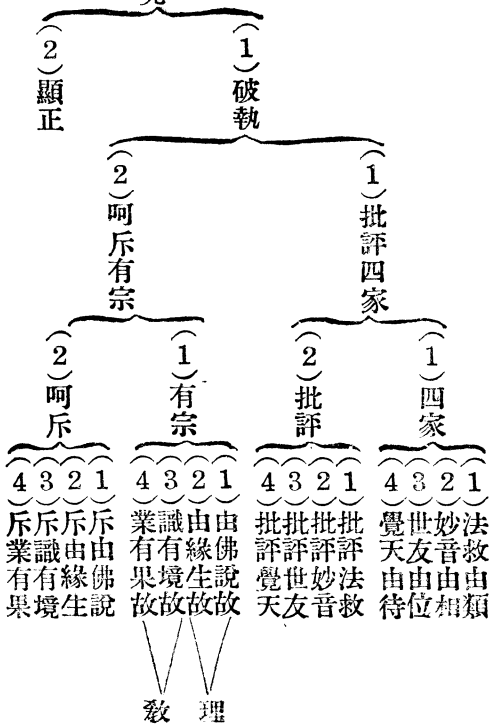 (1)破執
(2)顯正
(1)批評四家
(2)呵斥有宗
(1)四家
(2)批評
(1)有宗
(2)呵斥
(1)法救由類
(2)妙音由相
(3)世友由位
(4)覺天由待
(1)批評法救
(2)批評妙音
(3)批評世友
(4)批評覺天
(1)由佛說故
(2)由緣生故
(3)識有境故
(4)業有果故
(1)斥由佛說
(2)斥由緣生
(3)斥識有境
(4)斥業有果
理
教